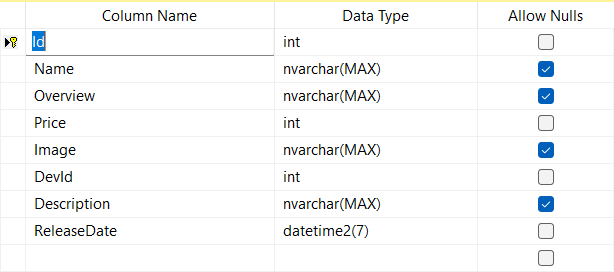 Column Name Data Type Allow Nulls
Id int
Name nvarchar(MAX)
Overview nvarchar(MAX)
Price int
Image nvarchar(MAX)
DevId int
Description nvarchar(MAX)
ReleaseDate datetime2(7)